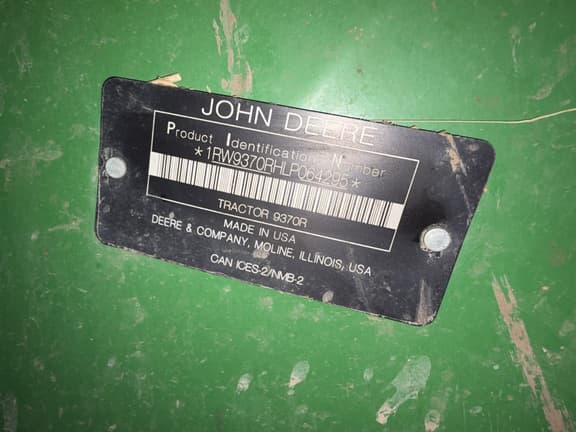 JOHN DEERE
Product Identification Number
*1RW9370RHLP064295*
TRACTOR 9370R
MADE IN USA
DEERE & COMPANY, MOLINE, ILLINOIS, USA
CAN ICES-2/NMB-2